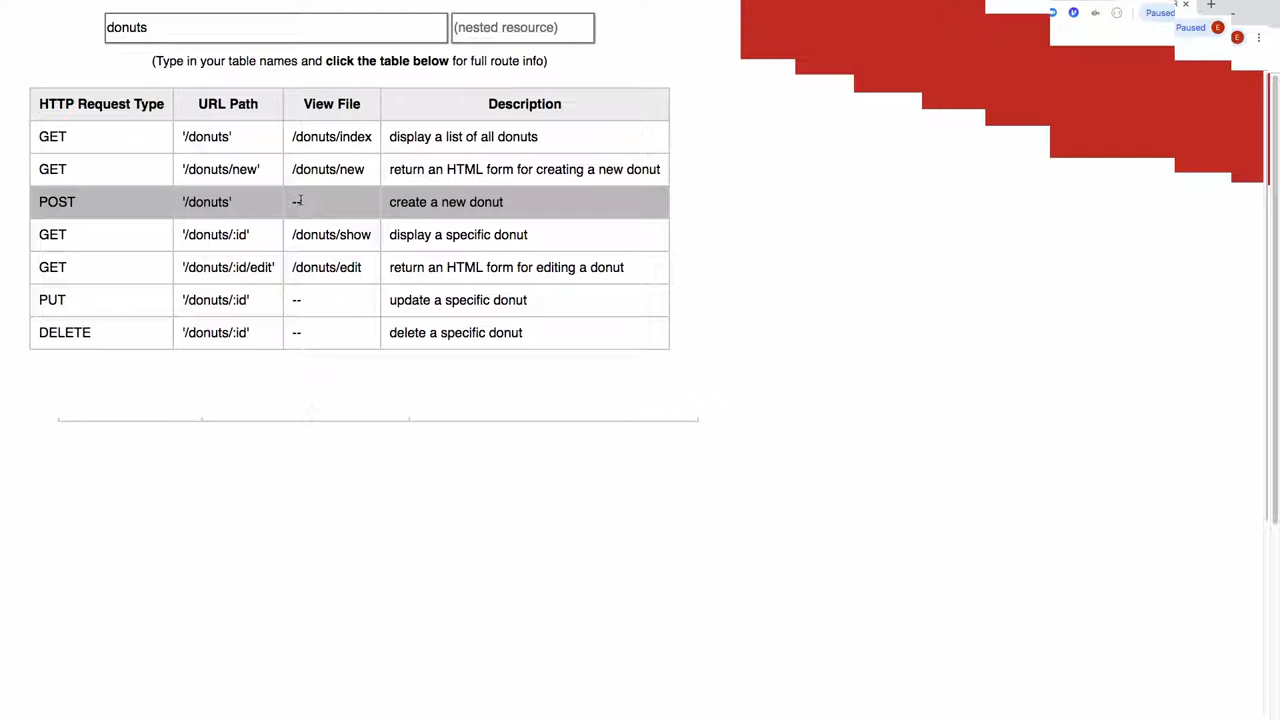 donuts (nested resource)
(Type in your table names and click the table below for full route info)
HTTP Request Type URL Path View File Description
GET '/donuts' /donuts/index display a list of all donuts
GET '/donuts/new' /donuts/new return an HTML form for creating a new donut
POST '/donuts' -- create a new donut
GET '/donuts/:id' /donuts/show display a specific donut
GET '/donuts/:id/edit' /donuts/edit return an HTML form for editing a donut
PUT '/donuts/:id' -- update a specific donut
DELETE '/donuts/:id' -- delete a specific donut
Paused
Paused E
E